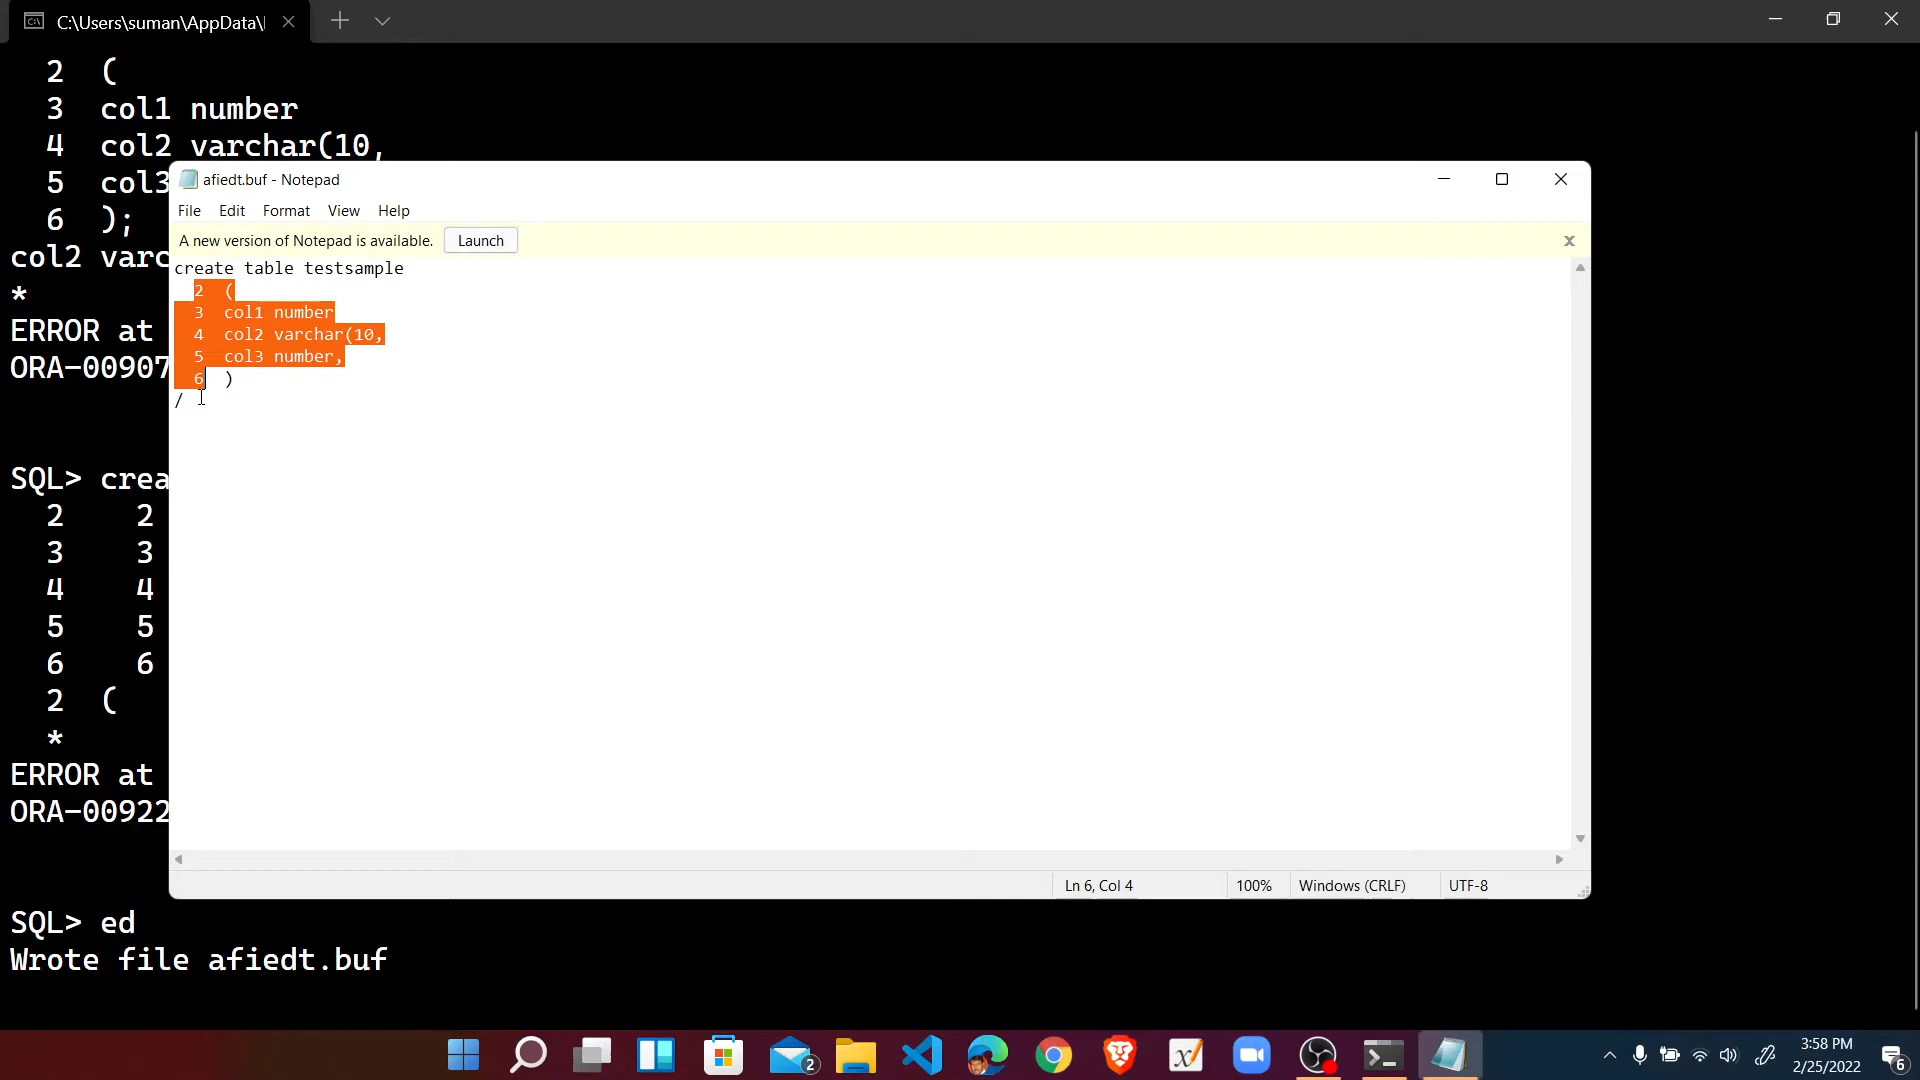 C:\Users\suman\AppData\
2 (
3 col1 number
4 col2 varchar(10,
5 col3
6 );
col2 varc
*
ERROR at
ORA-00907
SQL> crea
2 2
3 3
4 4
5 5
6 6
2 (
*
ERROR at
ORA-00922
SQL> ed
Wrote file afiedt.buf
afiedt.buf - Notepad
File Edit Format View Help
A new version of Notepad is available. Launch x
create table testsample
2 (
3 col1 number
4 col2 varchar(10,
5 col3 number,
6 )
/
Ln 6, Col 4 100% Windows (CRLF) UTF-8
2
3:58 PM
2/25/2022
6